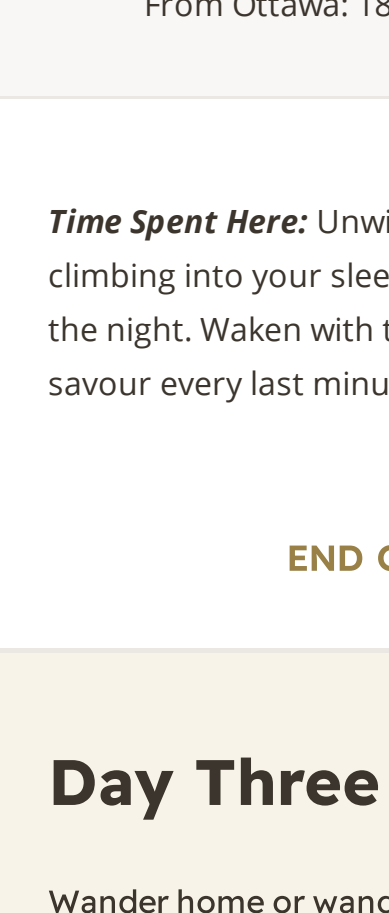 From Ottawa: 18
Time Spent Here: Unwi
climbing into your slee
the night. Waken with t
savour every last minu
END
Day Three
Wander home or wand